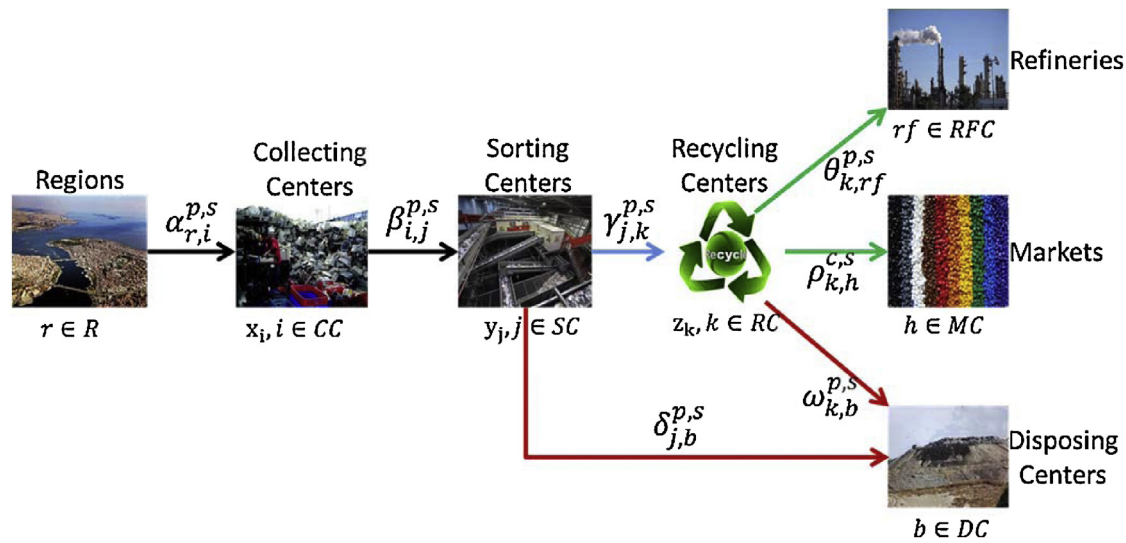 Refineries
rf ∈ RFC
Regions
Collecting
Centers
Sorting
Centers
Recycling
Centers
α^{p,s}_{r,i}
β^{p,s}_{i,j}
γ^{p,s}_{j,k}
θ^{p,s}_{k,rf}
Recycle
ρ^{c,s}_{k,h}
Markets
r ∈ R
x_i, i ∈ CC
y_j, j ∈ SC
z_k, k ∈ RC
h ∈ MC
ω^{p,s}_{k,b}
δ^{p,s}_{j,b}
Disposing
Centers
b ∈ DC